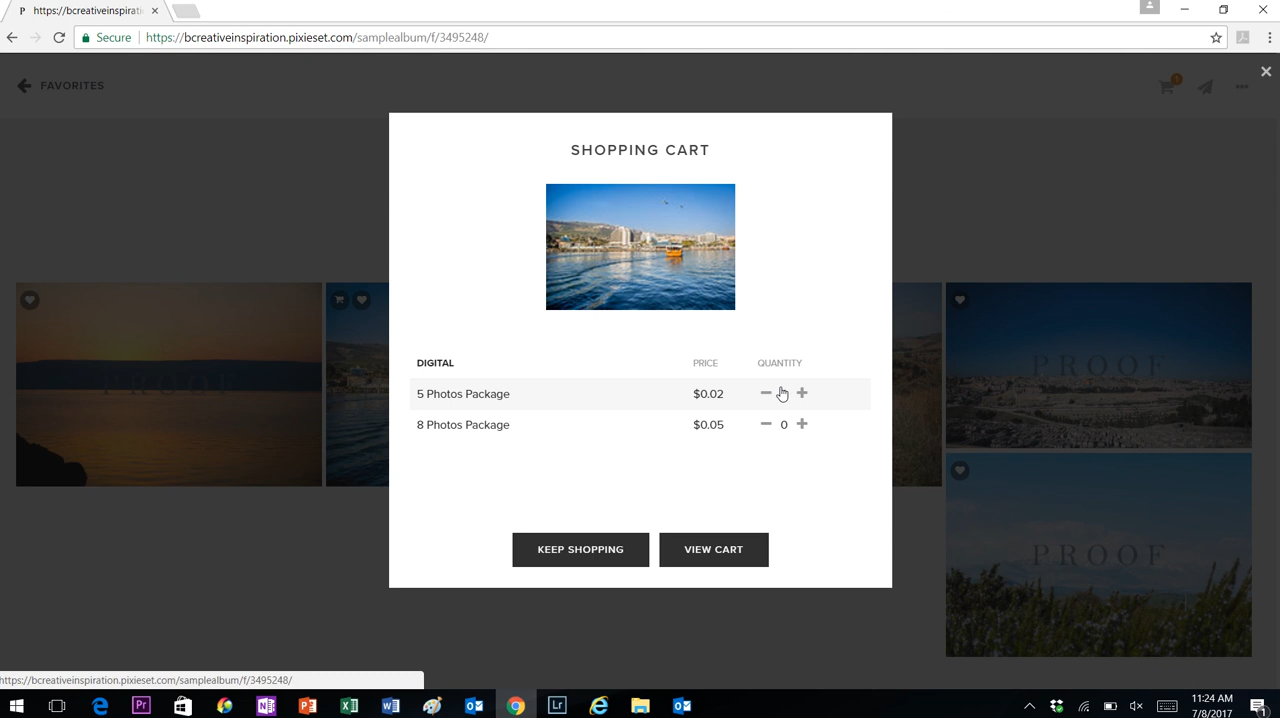 P https://bcreativeinspirati
Secure https://bcreativeinspiration.pixieset.com/samplealbum/f/3495248/
FAVORITES
1
SHOPPING CART
DIGITAL PRICE QUANTITY
5 Photos Package $0.02
8 Photos Package $0.05 0
KEEP SHOPPING VIEW CART
PROOF
PROOF
PROOF
https://bcreativeinspiration.pixieset.com/samplealbum/f/3495248/
11:24 AM
7/8/2017